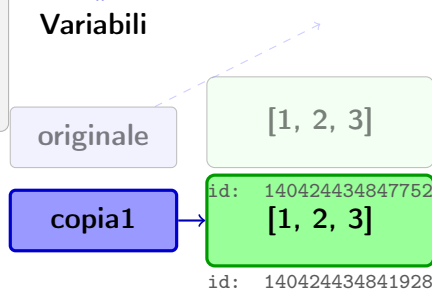 Variabili
originale
[1, 2, 3]
id: 140424434847752
copia1
[1, 2, 3]
id: 140424434841928